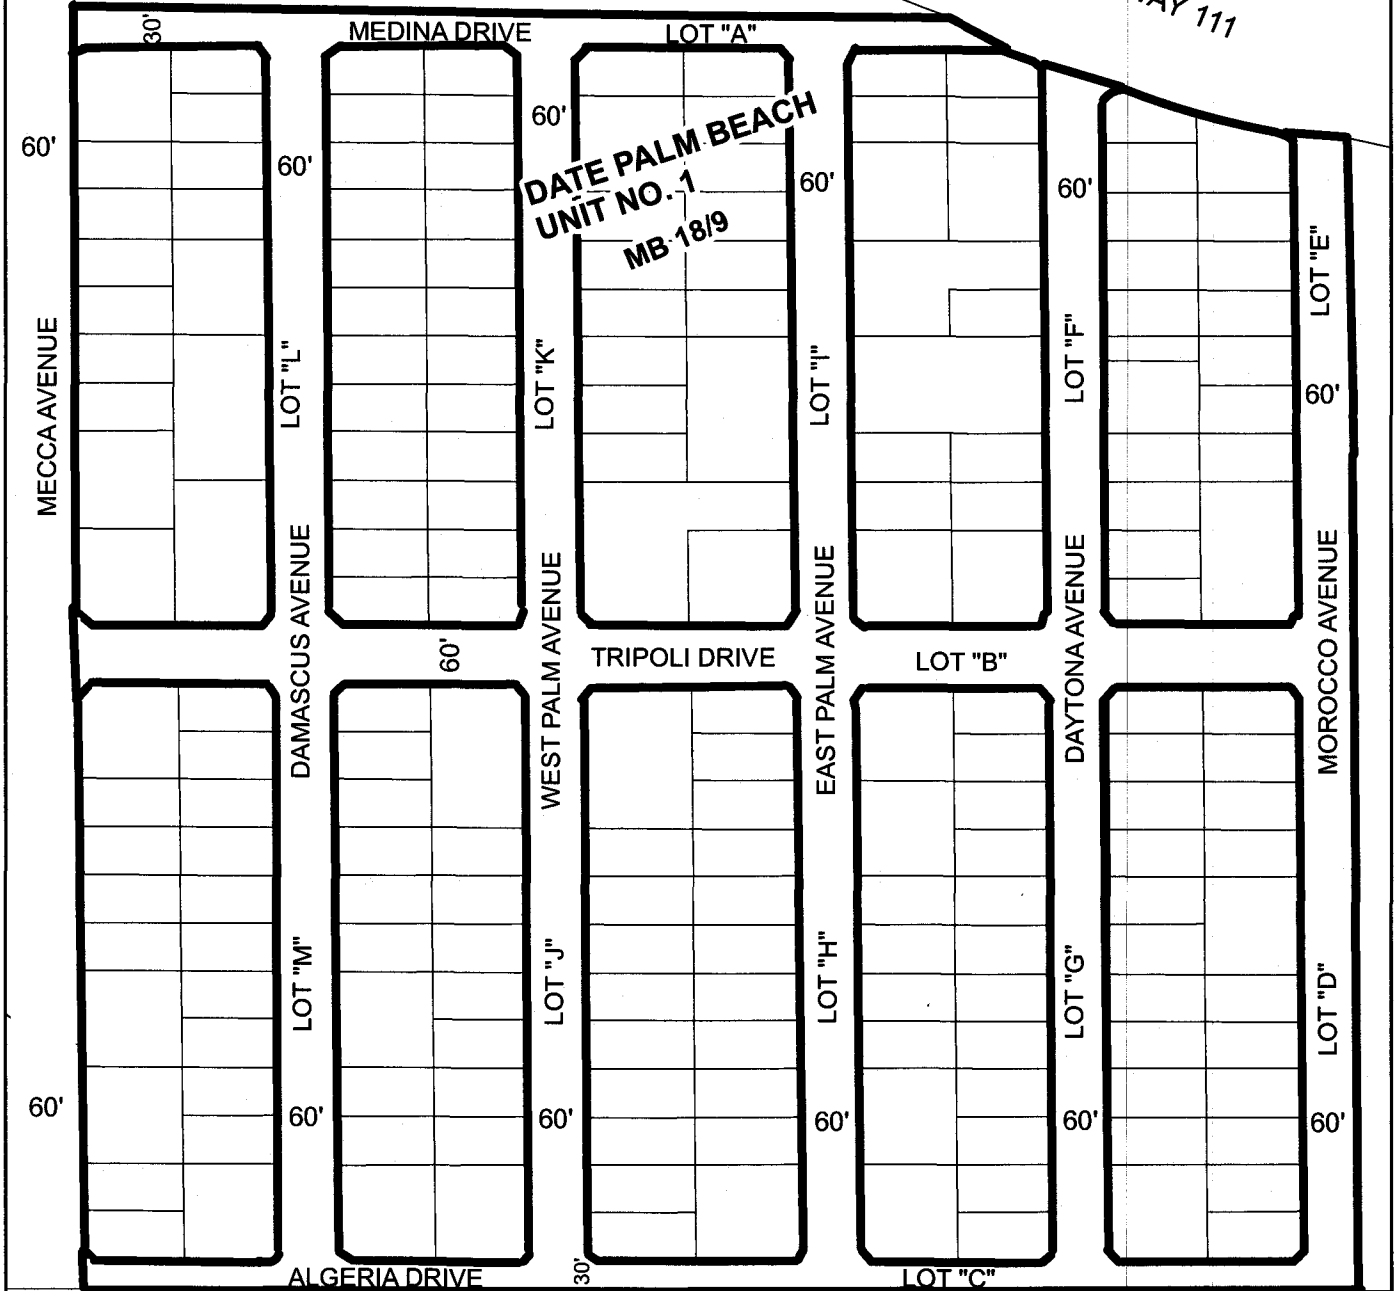 AY 111
30'
MEDINA DRIVE
LOT "A"
60'
60'
60'
DATE PALM BEACH
UNIT NO. 1
MB 18/9
60'
60'
LOT "E"
MECCA AVENUE
LOT "L"
LOT "K"
LOT "I"
LOT "F"
60'
DAMASCUS AVENUE
60'
WEST PALM AVENUE
TRIPOLI DRIVE
EAST PALM AVENUE
LOT "B"
DAYTONA AVENUE
MOROCCO AVENUE
LOT "M"
LOT "J"
LOT "H"
LOT "G"
LOT "D"
60'
60'
60'
60'
60'
60'
ALGERIA DRIVE
30'
LOT "C"